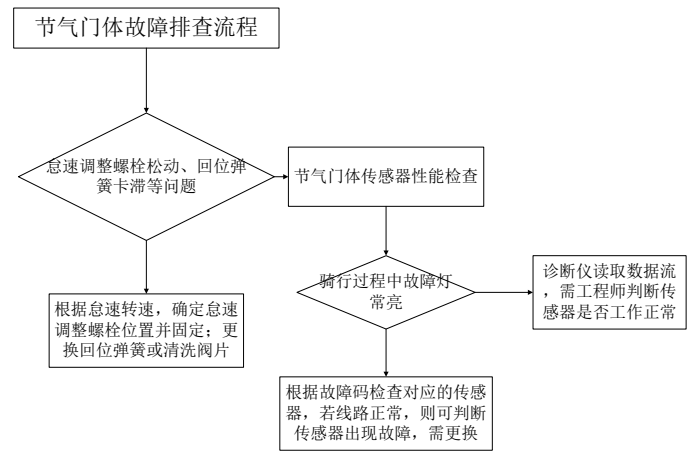 节气门体故障排查流程
怠速调整螺栓松动、回位弹
簧卡滞等问题
节气门体传感器性能检查
骑行过程中故障灯
常亮
诊断仪读取数据流
，需工程师判断传
感器是否工作正常
根据怠速转速，确定怠速
调整螺栓位置并固定；更
换回位弹簧或清洗阀片
根据故障码检查对应的传感
器，若线路正常，则可判断
传感器出现故障，需更换